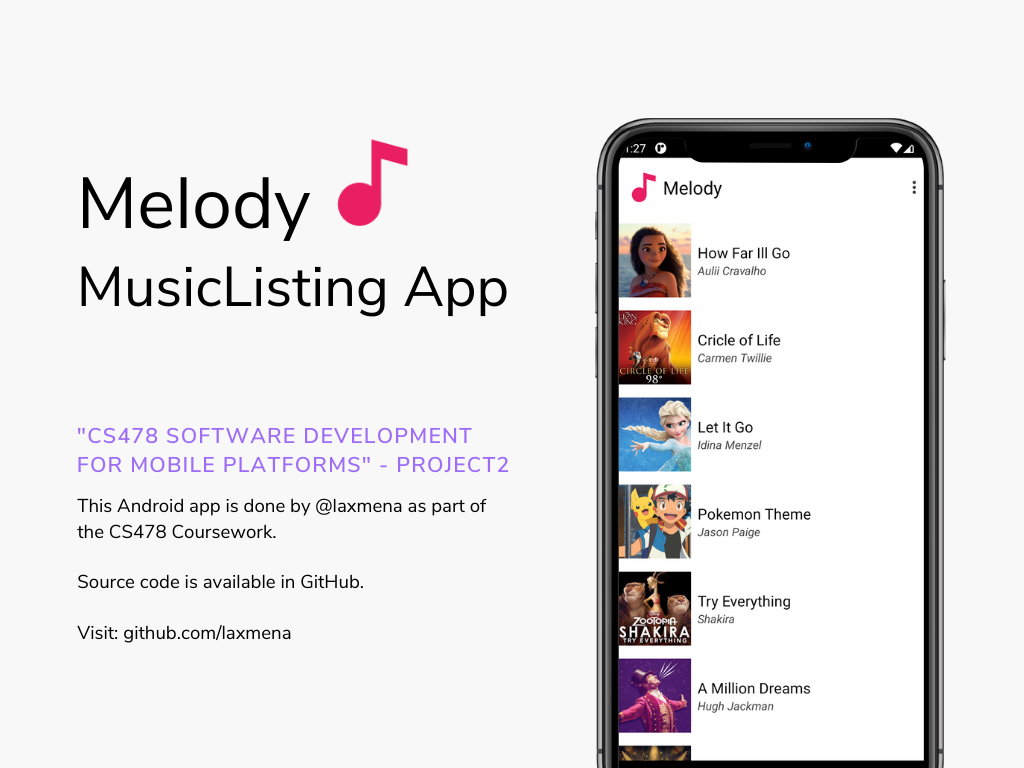 Melody
MusicListing App
"CS478 SOFTWARE DEVELOPMENT
FOR MOBILE PLATFORMS" - PROJECT2
This Android app is done by @laxmena as part of
the CS478 Coursework.
Source code is available in GitHub.
Visit: github.com/laxmena
:27
Melody
How Far Ill Go
Aulii Cravalho
LION
KING
CIRCLE OF LIFE
98°
Cricle of Life
Carmen Twillie
Let It Go
Idina Menzel
Pokemon Theme
Jason Paige
ZOOTOPIA
SHAKIRA
TRY EVERYTHING
Try Everything
Shakira
A Million Dreams
Hugh Jackman